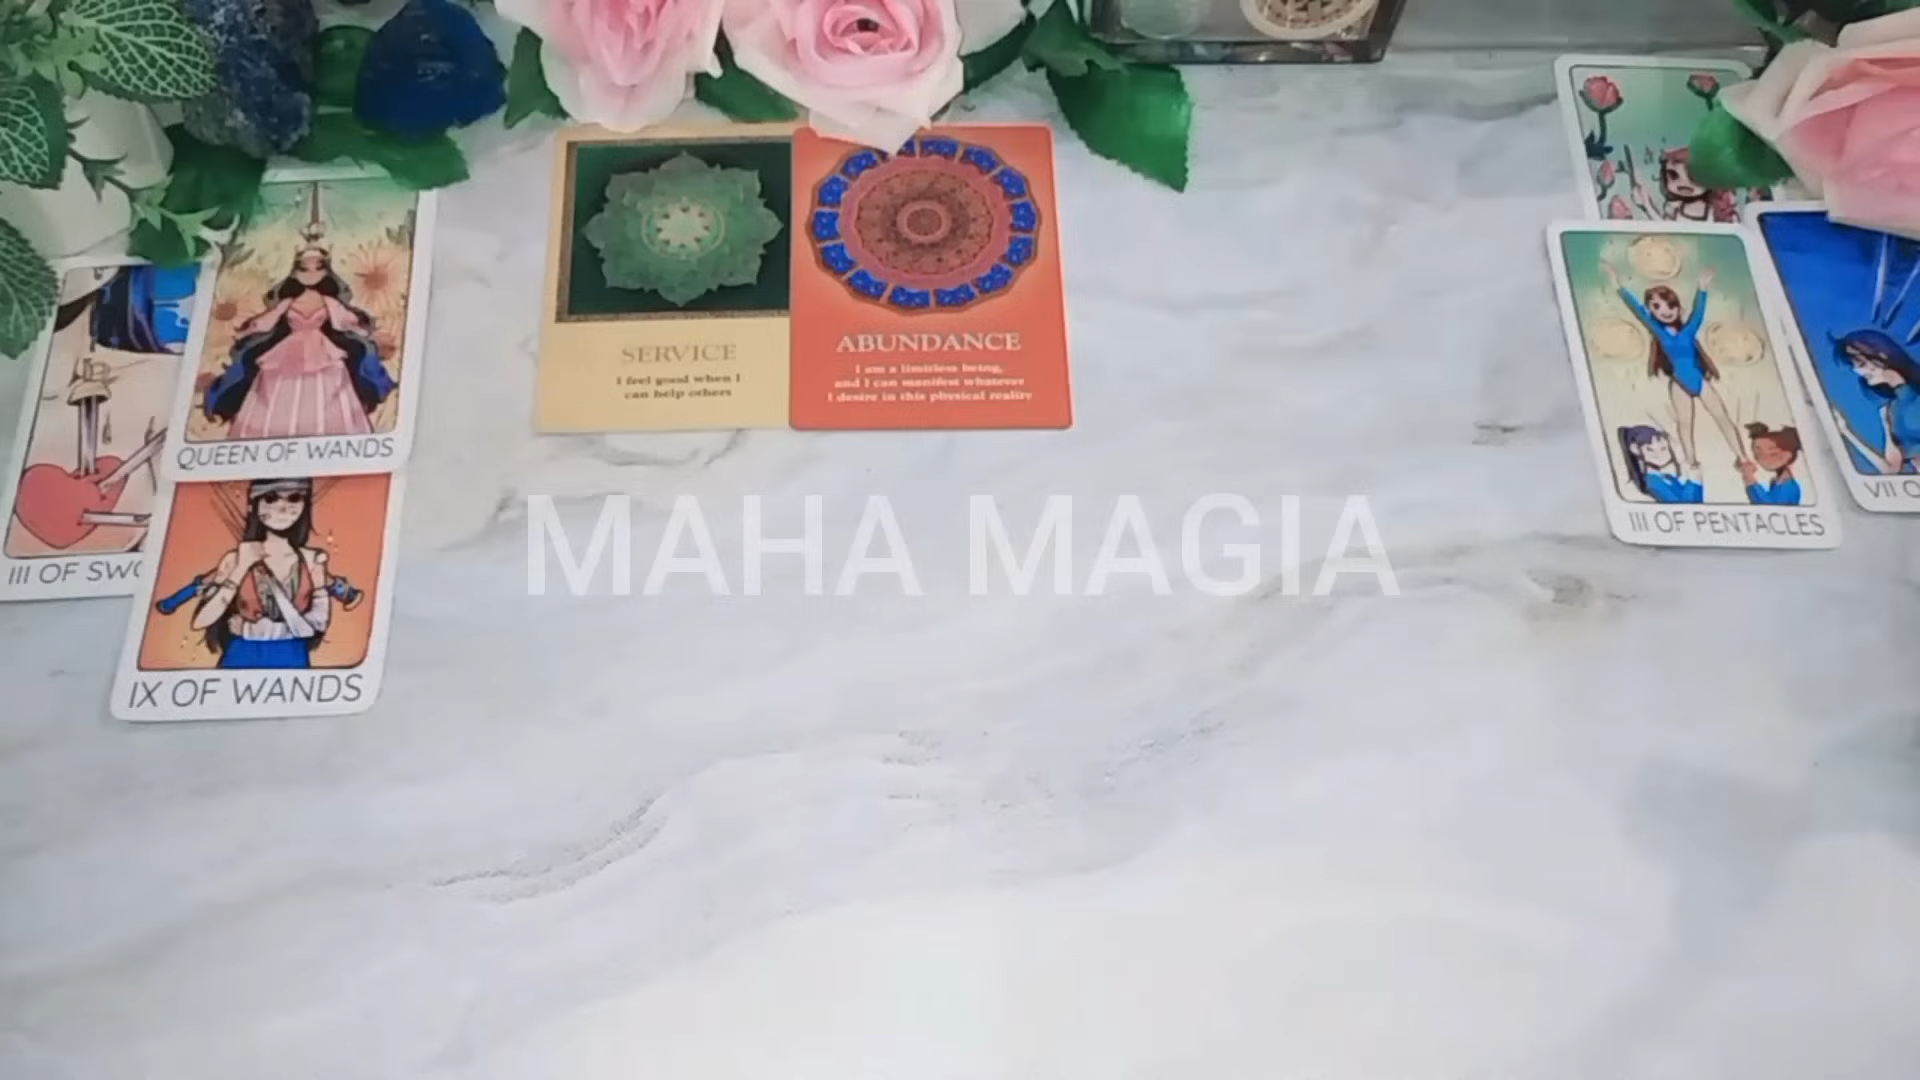 QUEEN OF WANDS
III OF SWO
IX OF WANDS
SERVICE
I feel good when I
can help others
ABUNDANCE
I am a limitless being,
and I can manifest whatever
I desire in this physical reality
MAHA MAGIA
III OF PENTACLES
VII O